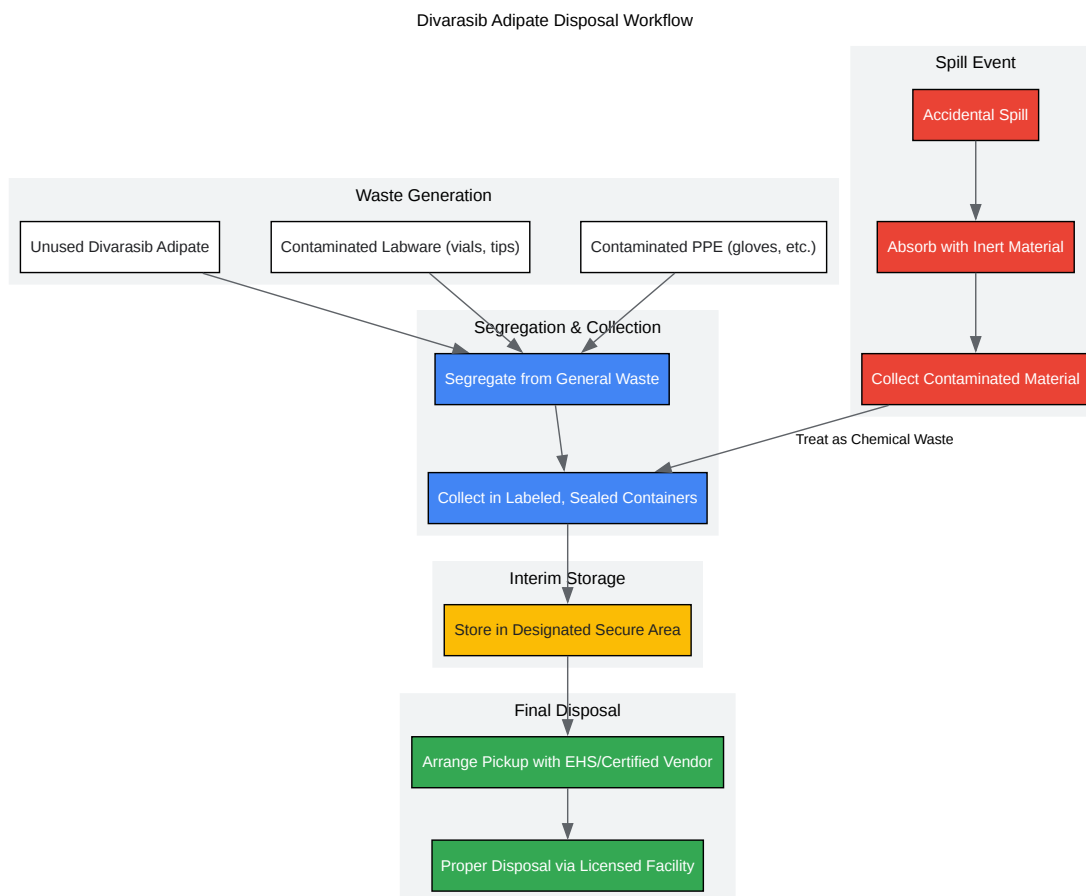 Divarasib Adipate Disposal Workflow
Spill Event
Accidental Spill
Waste Generation
Unused Divarasib Adipate
Contaminated Labware (vials, tips)
Contaminated PPE (gloves, etc.)
Absorb with Inert Material
Segregation & Collection
Segregate from General Waste
Collect Contaminated Material
Treat as Chemical Waste
Collect in Labeled, Sealed Containers
Interim Storage
Store in Designated Secure Area
Final Disposal
Arrange Pickup with EHS/Certified Vendor
Proper Disposal via Licensed Facility